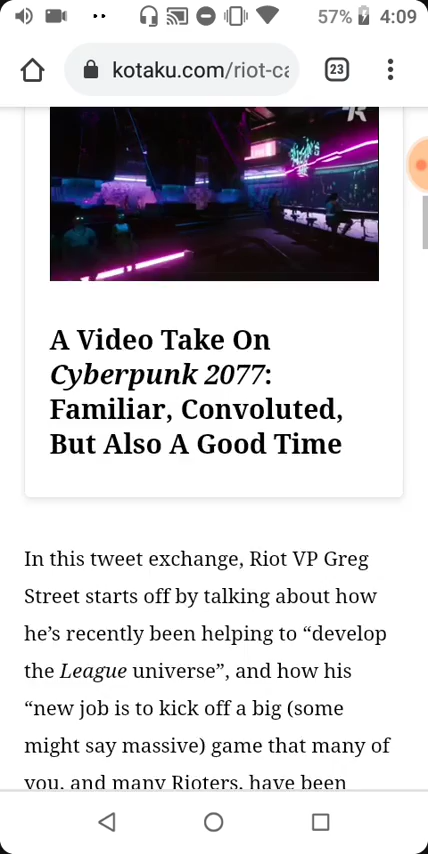 57% 4:09
kotaku.com/riot-ca
23
A Video Take On
Cyberpunk 2077:
Familiar, Convoluted,
But Also A Good Time
In this tweet exchange, Riot VP Greg
Street starts off by talking about how
he’s recently been helping to “develop
the League universe”, and how his
“new job is to kick off a big (some
might say massive) game that many of
you, and many Rioters, have been